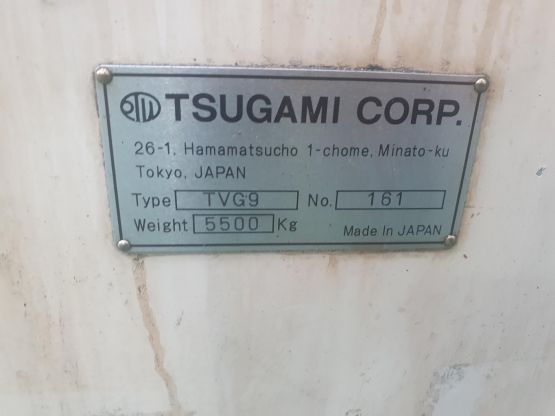 TSUGAMI CORP.
26-1, Hamamatsucho 1-chome, Minato-ku
Tokyo, JAPAN
Type TVG9 No. 161
Weight 5500 Kg
Made In JAPAN